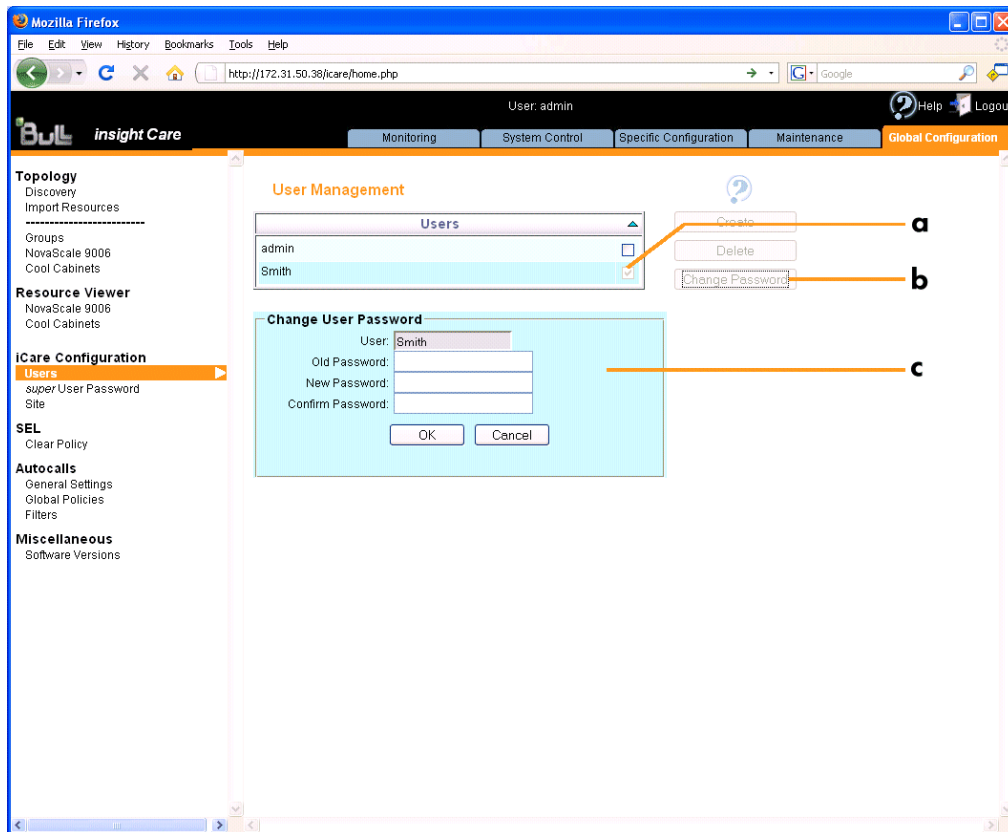 Mozilla Firefox
File Edit View History Bookmarks Tools Help
http://172.31.50.38/icare/home.php
G Google
User: admin
Help
Logou
Bull
insight Care
Monitoring
System Control
Specific Configuration
Maintenance
Global Configuration
Topology
Discovery
Import Resources
-------------------------
Groups
NovaScale 9006
Cool Cabinets
Resource Viewer
NovaScale 9006
Cool Cabinets
iCare Configuration
Users
super User Password
Site
SEL
Clear Policy
Autocalls
General Settings
Global Policies
Filters
Miscellaneous
Software Versions
User Management
?
Users
admin
Smith
Create
Delete
Change Password
a
b
Change User Password
User: Smith
Old Password:
New Password:
Confirm Password:
OK
Cancel
c